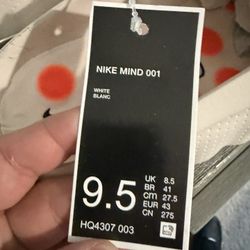 NIKE MIND 001
WHITE
BLANC
9.5
UK 8.5
BR 41
cm 27.5
EUR 43
CN 275
HQ4307 003